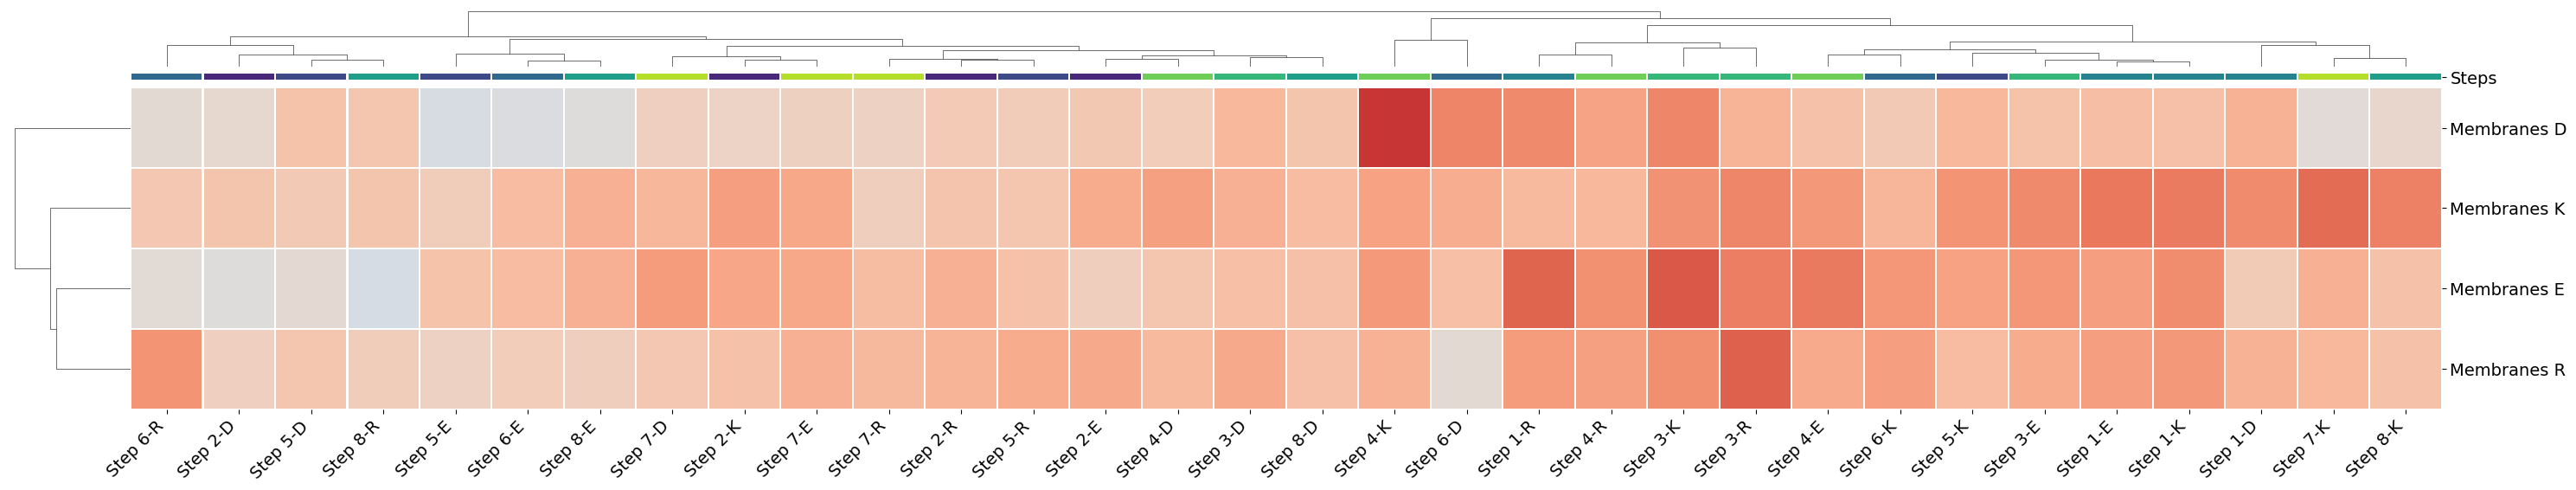 Steps
Membranes D
Membranes K
Membranes E
Membranes R
Step 6-R
Step 2-D
Step 5-D
Step 8-R
Step 5-E
Step 6-E
Step 8-E
Step 7-D
Step 2-K
Step 7-E
Step 7-R
Step 2-R
Step 5-R
Step 2-E
Step 4-D
Step 3-D
Step 8-D
Step 4-K
Step 6-D
Step 1-R
Step 4-R
Step 3-K
Step 3-R
Step 4-E
Step 6-K
Step 5-K
Step 3-E
Step 1-E
Step 1-K
Step 1-D
Step 7-K
Step 8-K